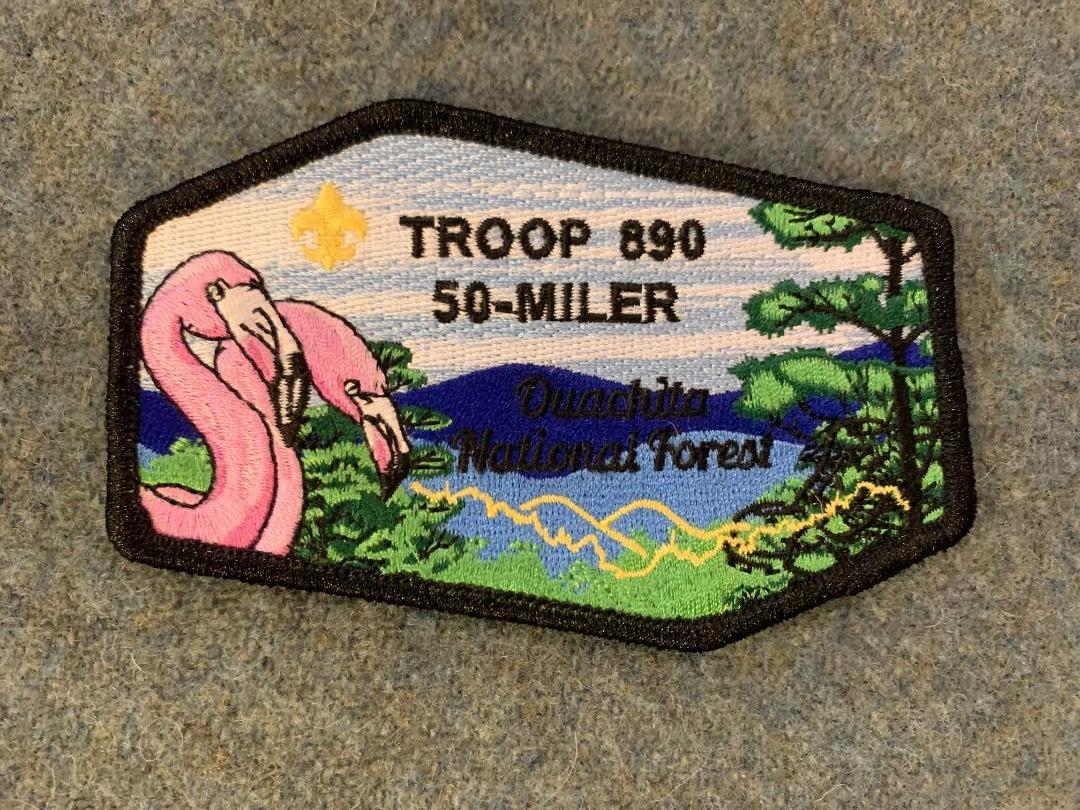 TROOP 890
50-MILER
Ouachita
National Forest